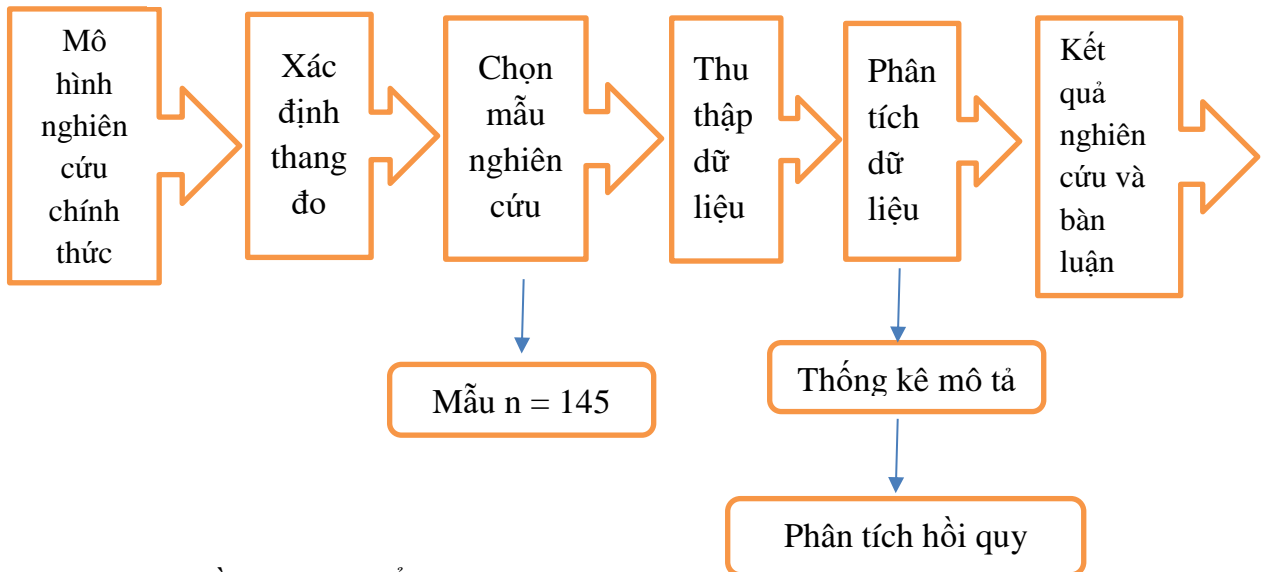 Mô
hình
nghiên
cứu
chính
thức
Xác
định
thang
đo
Chọn
mẫu
nghiên
cứu
Thu
thập
dữ
liệu
Phân
tích
dữ
liệu
Kết
quả
nghiên
cứu và
bàn
luận
Mẫu n = 145
Thống kê mô tả
Phân tích hồi quy